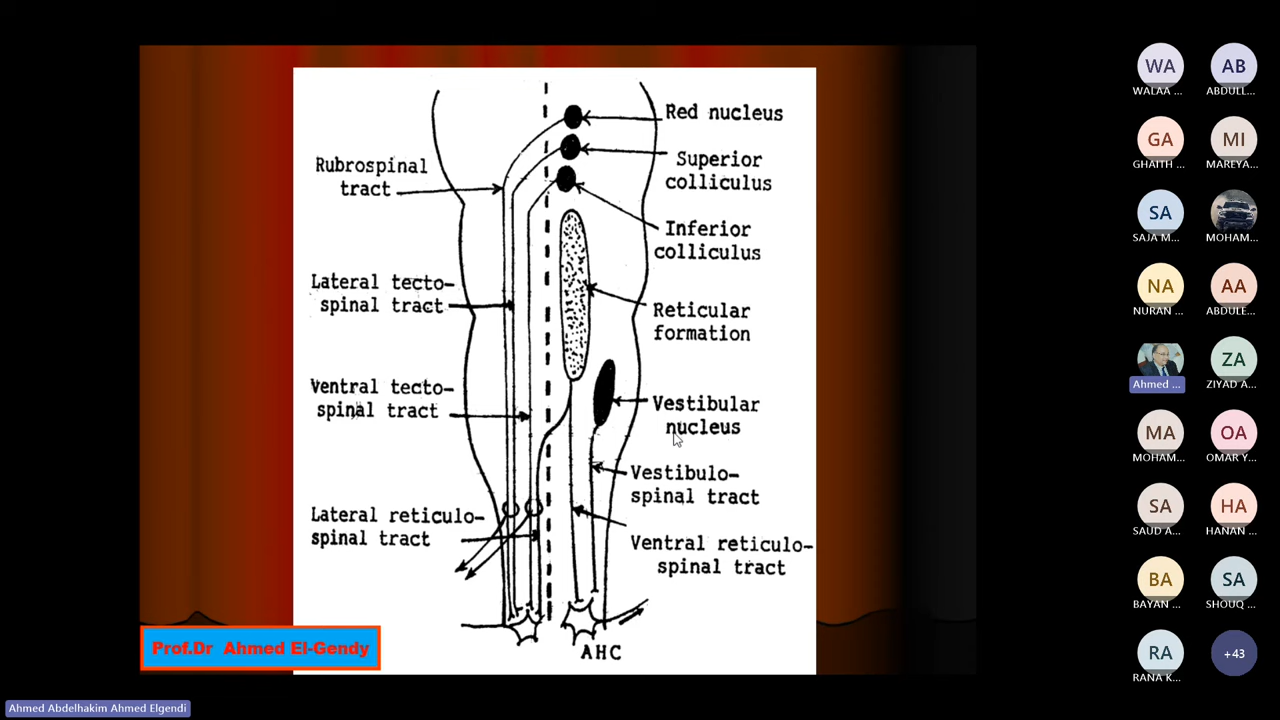 Red nucleus
Superior
colliculus
Rubrospinal
tract
Inferior
colliculus
Lateral tecto-
spinal tract
Reticular
formation
Ventral tecto-
spinal tract
Vestibular
nucleus
Vestibulo-
spinal tract
Lateral reticulo-
spinal tract
Ventral reticulo-
spinal tract
AHC
Prof.Dr Ahmed El-Gendy
Ahmed Abdelhakim Ahmed Elgendi
WA
WALAA ...
AB
ABDULL...
GA
GHAITH ...
MI
MAREYA...
SA
SAJA M...
MOHAM...
NA
NURAN ...
AA
ABDULE...
Ahmed ...
ZA
ZIYAD A...
MA
MOHAM...
OA
OMAR Y...
SA
SAUD A...
HA
HANAN ...
BA
BAYAN ...
SA
SHOUQ ...
RA
RANA K...
+43